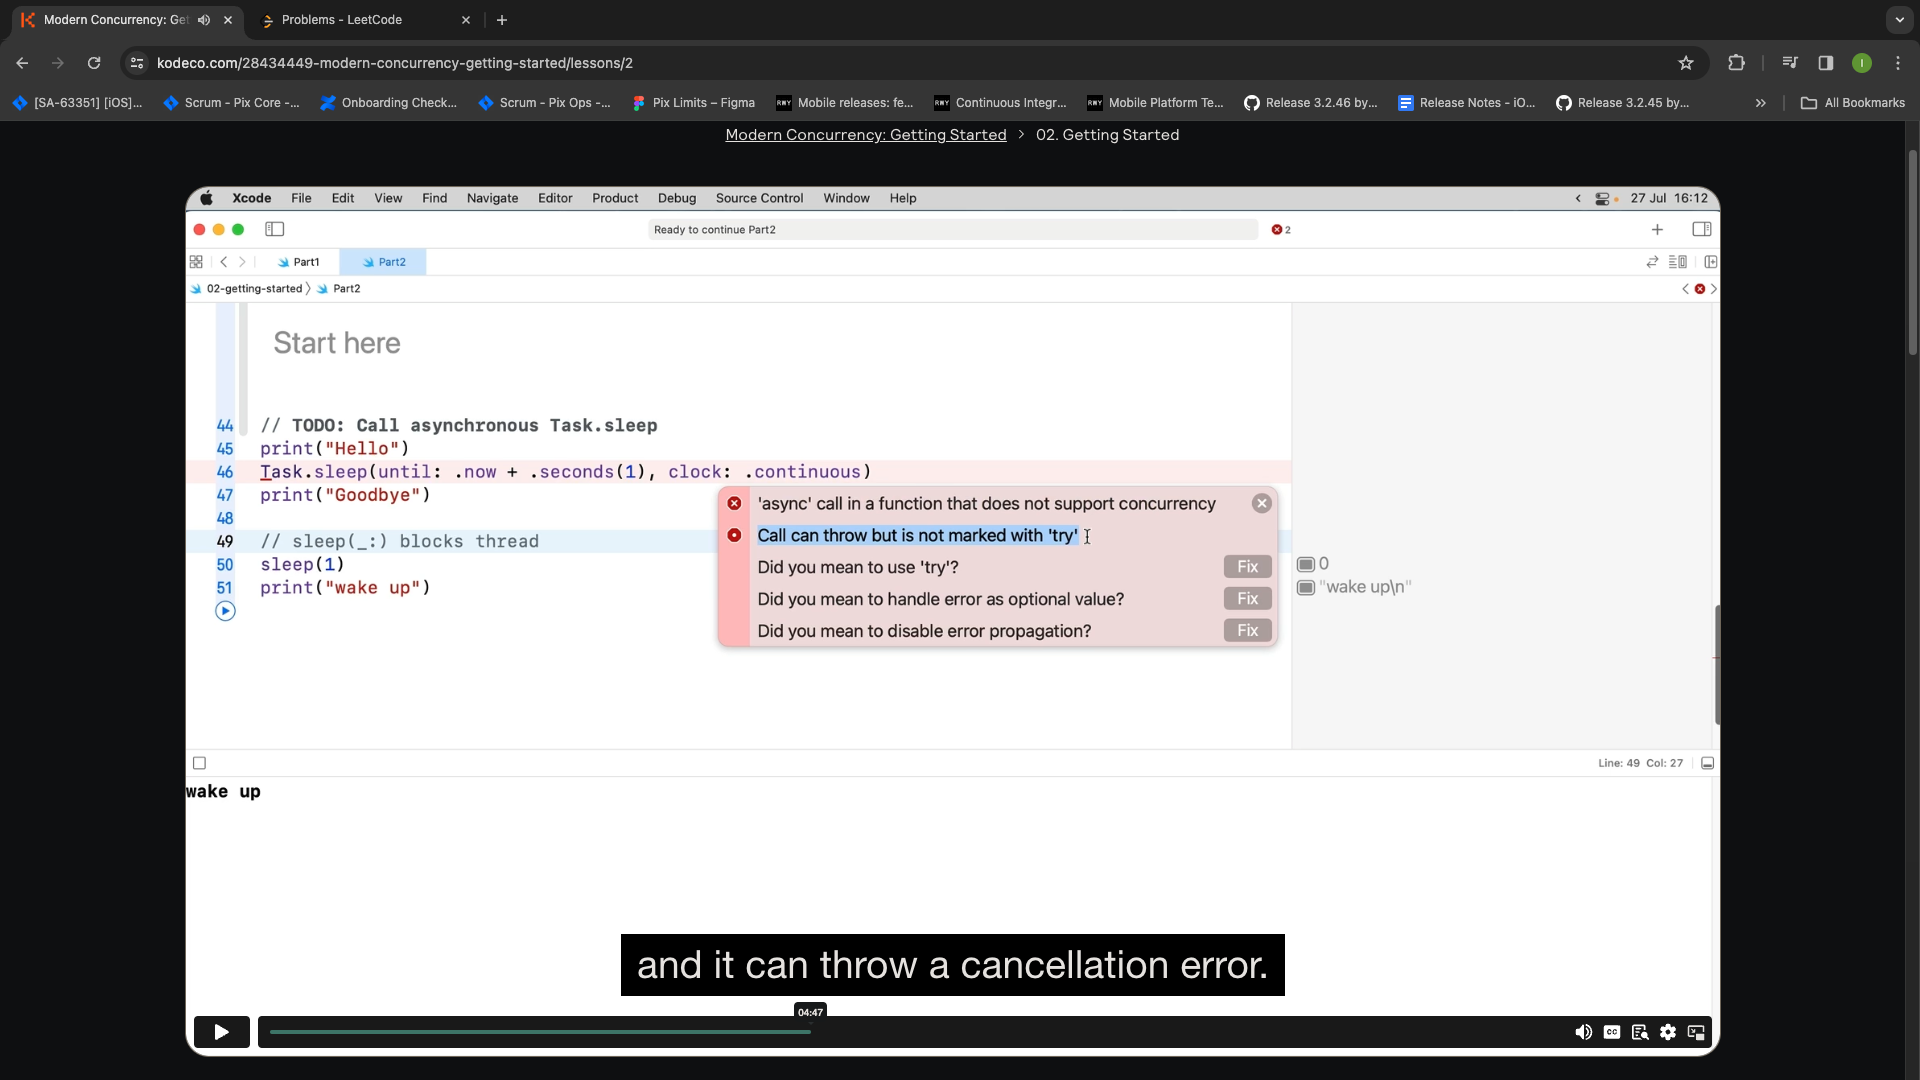 Modern Concurrency: Get
Problems - LeetCode
kodeco.com/28434449-modern-concurrency-getting-started/lessons/2
I
[SA-63351] [iOS]...
Scrum - Pix Core -...
Onboarding Check...
Scrum - Pix Ops -...
Pix Limits – Figma
RWY Mobile releases: fe...
RWY Continuous Integr...
RWY Mobile Platform Te...
Release 3.2.46 by...
Release Notes - iO...
Release 3.2.45 by...
»
All Bookmarks
Modern Concurrency: Getting Started > 02. Getting Started
Xcode File Edit View Find Navigate Editor Product Debug Source Control Window Help
27 Jul 16:12
Ready to continue Part2
2
Part1
Part2
02-getting-started > Part2
Start here
44 // TODO: Call asynchronous Task.sleep
45 print("Hello")
46 Task.sleep(until: .now + .seconds(1), clock: .continuous)
47 print("Goodbye")
'async' call in a function that does not support concurrency
48
Call can throw but is not marked with 'try'
49 // sleep(_:) blocks thread
50 sleep(1)
Did you mean to use 'try'? Fix
0
51 print("wake up")
"wake up\n"
Did you mean to handle error as optional value? Fix
Did you mean to disable error propagation? Fix
Line: 49 Col: 27
wake up
and it can throw a cancellation error.
04:47
CC